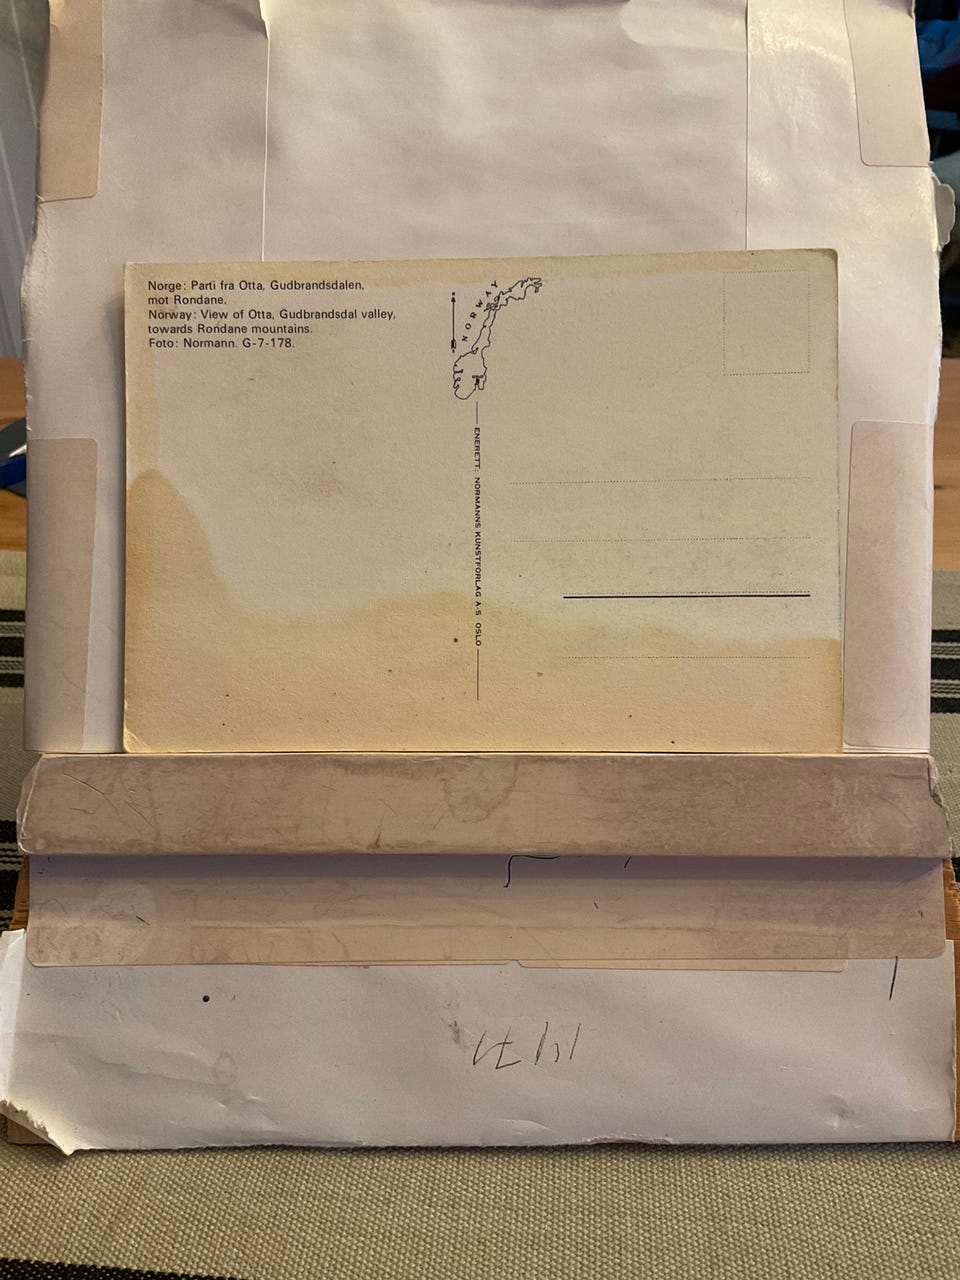 Norge: Parti fra Otta, Gudbrandsdalen,
mot Rondane.
Norway: View of Otta, Gudbrandsdal valley,
towards Rondane mountains.
Foto: Normann. G-7-178.
NORWAY
ENERETT: NORMANNS KUNSTFORLAG A·S OSLO